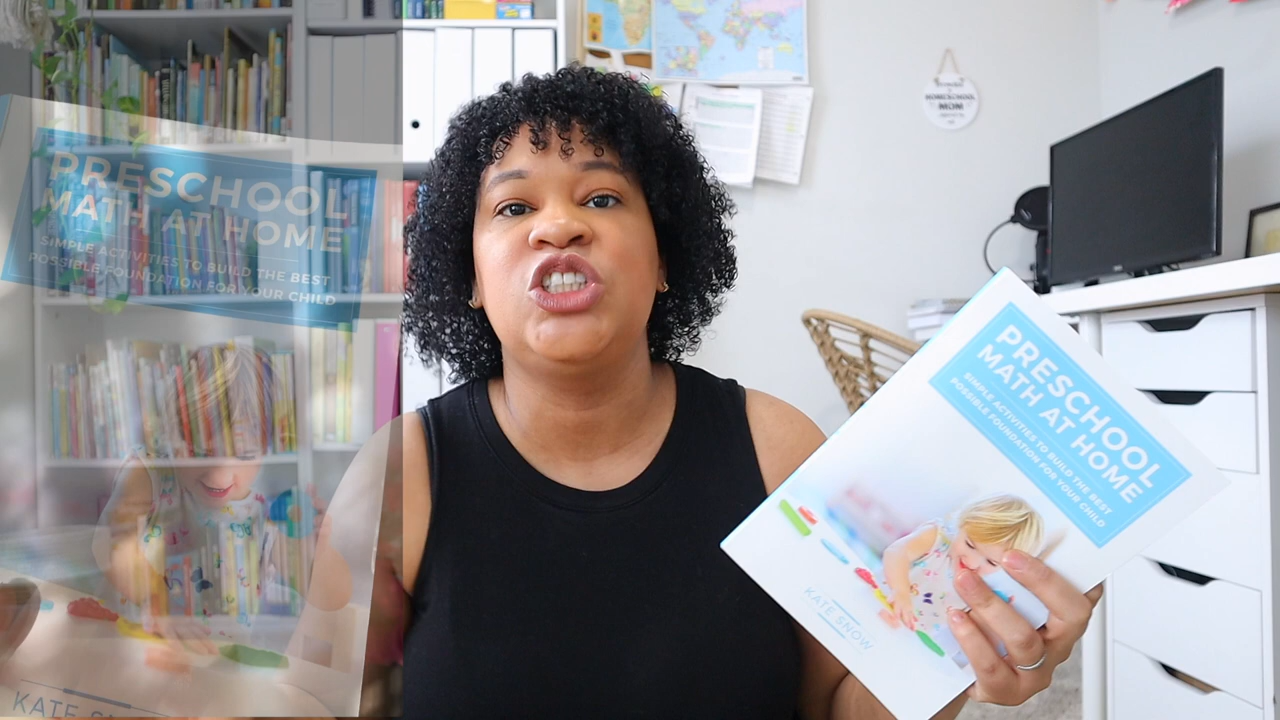 PRESCHOOL
MATH AT HOME
SIMPLE ACTIVITIES TO BUILD THE BEST
POSSIBLE FOUNDATION FOR YOUR CHILD
KATE
HOMESCHOOL
MOM
PRESCHOOL
MATH AT HOME
SIMPLE ACTIVITIES TO BUILD THE BEST
POSSIBLE FOUNDATION FOR YOUR CHILD
KATE SNOW